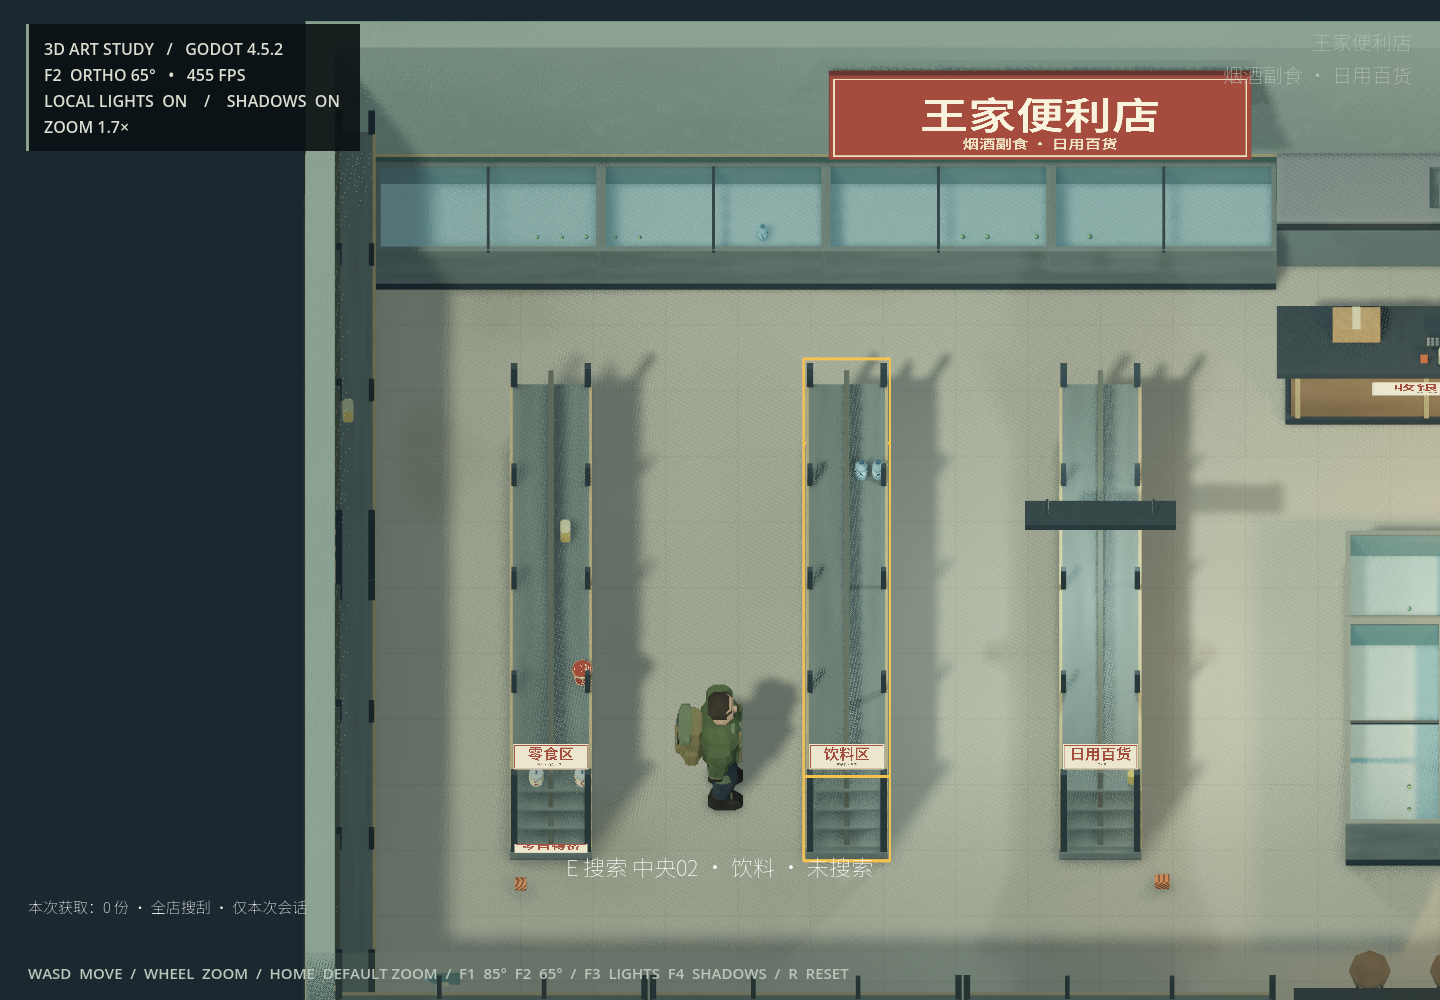 3D ART STUDY / GODOT 4.5.2
F2 ORTHO 65° • 455 FPS
LOCAL LIGHTS ON / SHADOWS ON
ZOOM 1.7×
王家便利店
烟酒副食 · 日用百货
王家便利店
烟酒副食 · 日用百货
零食区
饮料区
日用百货
E 搜索 中央02 · 饮料 · 未搜索
本次获取: 0 份 · 全店搜刮 · 仅本次会话
WASD MOVE / WHEEL ZOOM / HOME DEFAULT ZOOM / F1 85° F2 65° / F3 LIGHTS F4 SHADOWS / R RESET